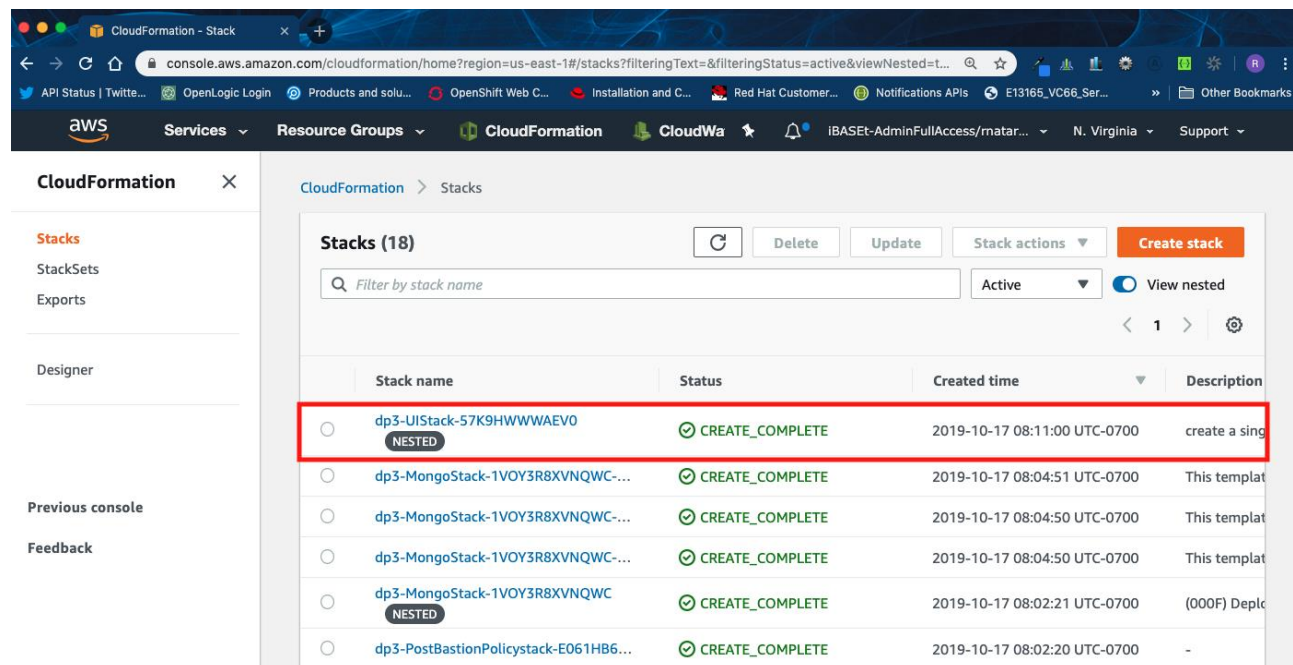 CloudFormation - Stack
console.aws.amazon.com/cloudformation/home?region=us-east-1#/stacks?filteringText=&filteringStatus=active&viewNested=t...
R
API Status | Twitte... OpenLogic Login Products and solu... OpenShift Web C... Installation and C... Red Hat Customer... Notifications APIs E13165_VC66_Ser... » Other Bookmarks
aws Services Resource Groups CloudFormation CloudWa iBASEt-AdminFullAccess/rnatar... N. Virginia Support
CloudFormation
Stacks
StackSets
Exports
Designer
Previous console
Feedback
CloudFormation > Stacks
Stacks (18) Delete Update Stack actions Create stack
Filter by stack name Active View nested
< 1 >
Stack name Status Created time Description
dp3-UIStack-57K9HWWWAEV0
NESTED CREATE_COMPLETE 2019-10-17 08:11:00 UTC-0700 create a sing
dp3-MongoStack-1VOY3R8XVNQWC-... CREATE_COMPLETE 2019-10-17 08:04:51 UTC-0700 This templat
dp3-MongoStack-1VOY3R8XVNQWC-... CREATE_COMPLETE 2019-10-17 08:04:50 UTC-0700 This templat
dp3-MongoStack-1VOY3R8XVNQWC-... CREATE_COMPLETE 2019-10-17 08:04:50 UTC-0700 This templat
dp3-MongoStack-1VOY3R8XVNQWC
NESTED CREATE_COMPLETE 2019-10-17 08:02:21 UTC-0700 (000F) Deplo
dp3-PostBastionPolicystack-E061HB6... CREATE_COMPLETE 2019-10-17 08:02:20 UTC-0700 -